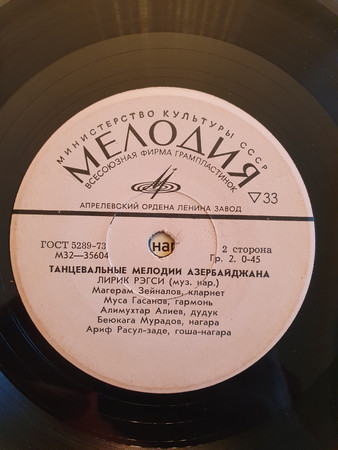 МИНИСТЕРСТВО КУЛЬТУРЫ СССР
МЕЛОДИЯ
ВСЕСОЮЗНАЯ ФИРМА ГРАМПЛАСТИНОК
▽33
АПРЕЛЕВСКИЙ ОРДЕНА ЛЕНИНА ЗАВОД
ГОСТ 5289-73
М32—35604
наг
2 сторона
Гр. 2. 0-45
ТАНЦЕВАЛЬНЫЕ МЕЛОДИИ АЗЕРБАЙДЖАНА
ЛИРИК РЭГСИ (муз. нар.)
Магерам Зейналов, кларнет
Муса Гасанов, гармонь
Алимухтар Алиев, дудук
Беюкага Мурадов, нагара
Ариф Расул-заде, гоша-нагара